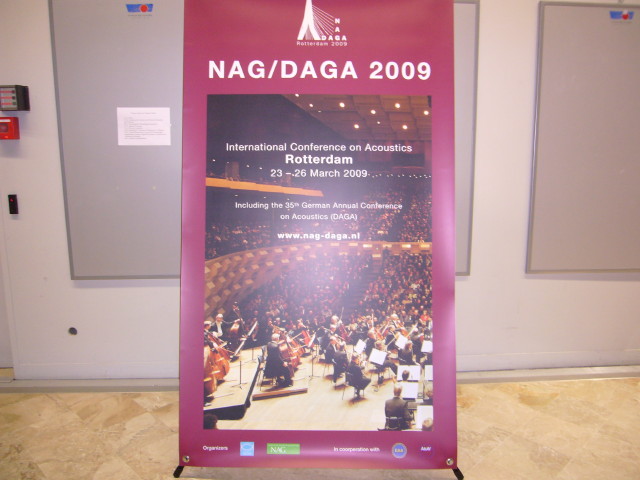 N
A
DAGA
Rotterdam 2009
NAG/DAGA 2009
International Conference on Acoustics
Rotterdam
23 – 26 March 2009
Including the 35th German Annual Conference
on Acoustics (DAGA)
www.nag-daga.nl
Organizers NAG In cooperation with